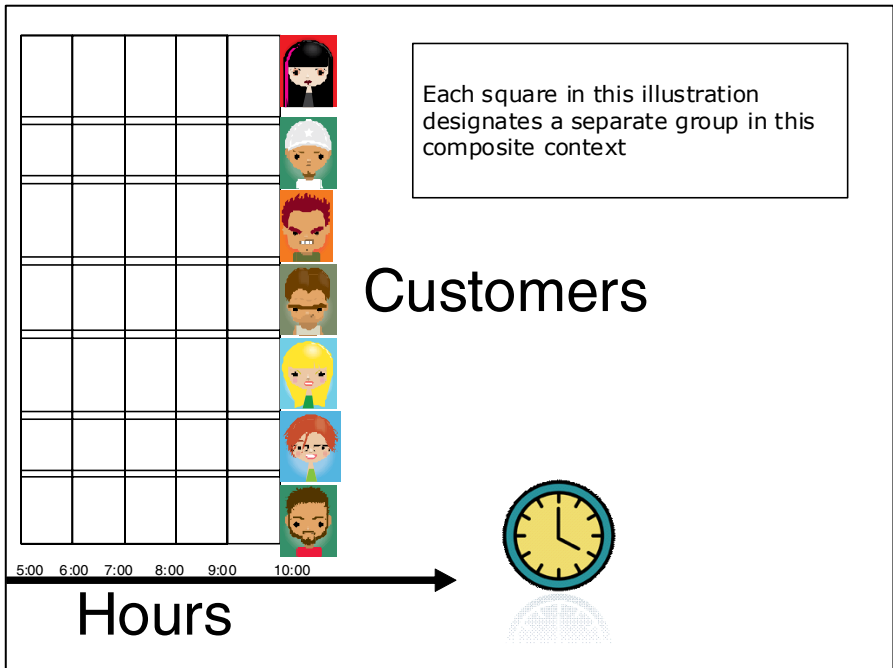 Each square in this illustration
designates a separate group in this
composite context
Customers
5:00 6:00 7:00 8:00 9:00 10:00
Hours